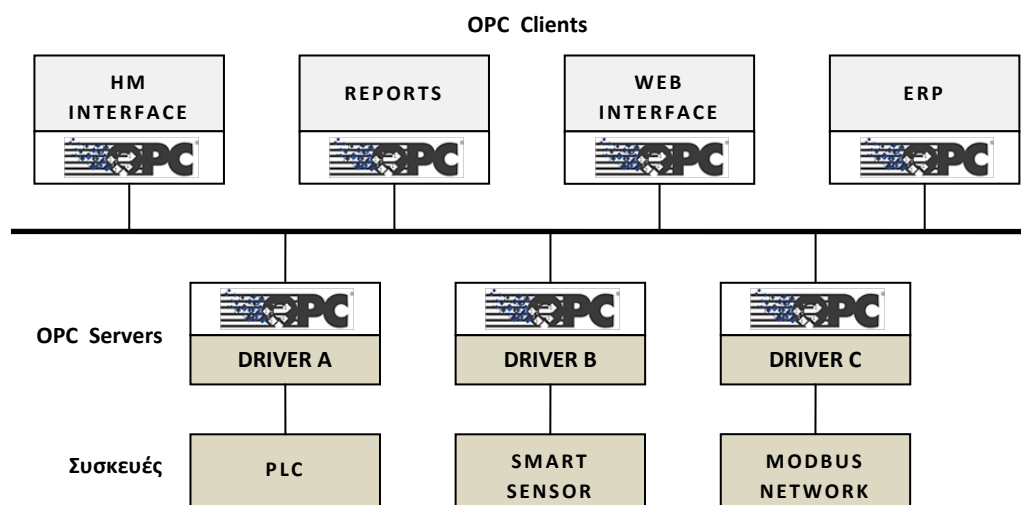 OPC Clients
HM
INTERFACE
REPORTS
WEB
INTERFACE
ERP
OPC
OPC
OPC
OPC
OPC
OPC
OPC
OPC Servers
DRIVER A
DRIVER B
DRIVER C
Συσκευές
PLC
SMART
SENSOR
MODBUS
NETWORK